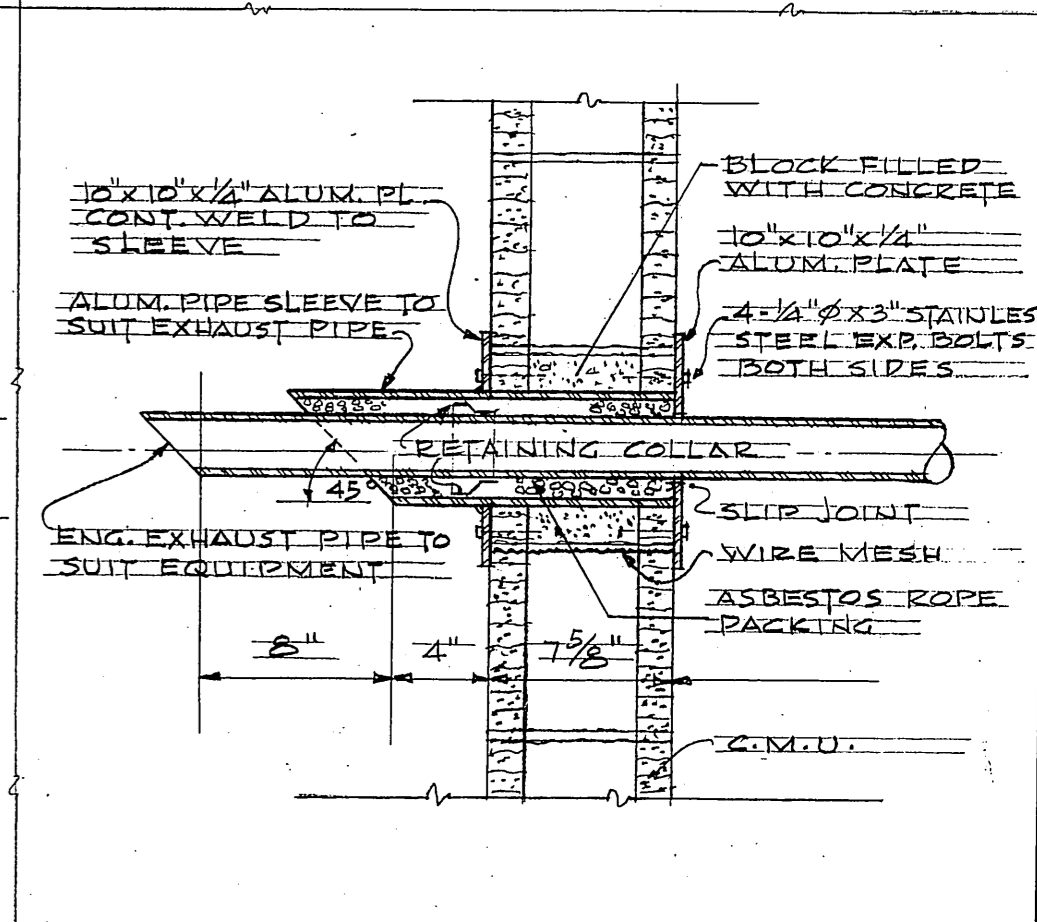 10"x10"x1/4" ALUM. PL.
CONT. WELD TO
SLEEVE
ALUM. PIPE SLEEVE TO
SUIT EXHAUST PIPE
BLOCK FILLED
WITH CONCRETE
10"x10"x1/4"
ALUM. PLATE
4-1/4"ØX3" STAINLES
STEEL EXP. BOLTS
BOTH SIDES
RETAINING COLLAR
45
ENG. EXHAUST PIPE TO
SUIT EQUIPMENT
SLIP JOINT
WIRE MESH
ASBESTOS ROPE
PACKING
8"
4"
7 5/8"
C.M.U.